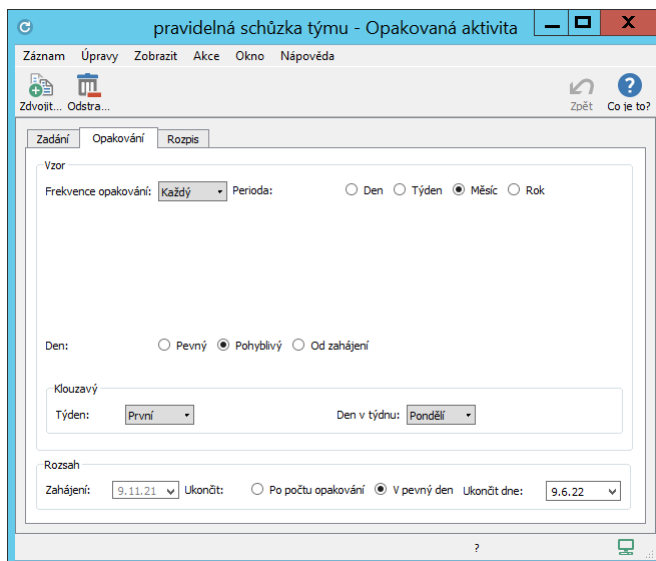 pravidelná schůzka týmu - Opakovaná aktivita
Záznam Úpravy Zobrazit Akce Okno Nápověda
Zdvojit... Odstra... Zpět Co je to?
Zadání Opakování Rozpis
Vzor
Frekvence opakování: Každý Perioda: Den Týden Měsíc Rok
Den: Pevný Pohyblivý Od zahájení
Klouzavý
Týden: První Den v týdnu: Pondělí
Rozsah
Zahájení: 9.11.21 Ukončit: Po počtu opakování V pevný den Ukončit dne: 9.6.22
?